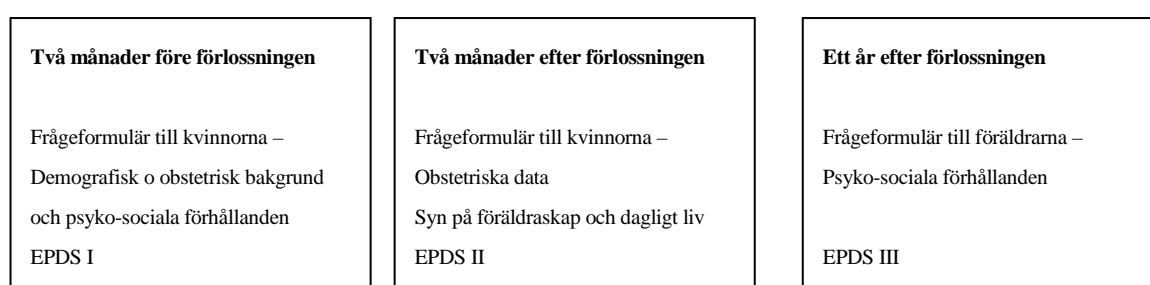 Två månader före förlossningen
Frågeformulär till kvinnorna –
Demografisk o obstetrisk bakgrund
och psyko-sociala förhållanden
EPDS I
Två månader efter förlossningen
Frågeformulär till kvinnorna –
Obstetriska data
Syn på föräldraskap och dagligt liv
EPDS II
Ett år efter förlossningen
Frågeformulär till föräldrarna –
Psyko-sociala förhållanden
EPDS III